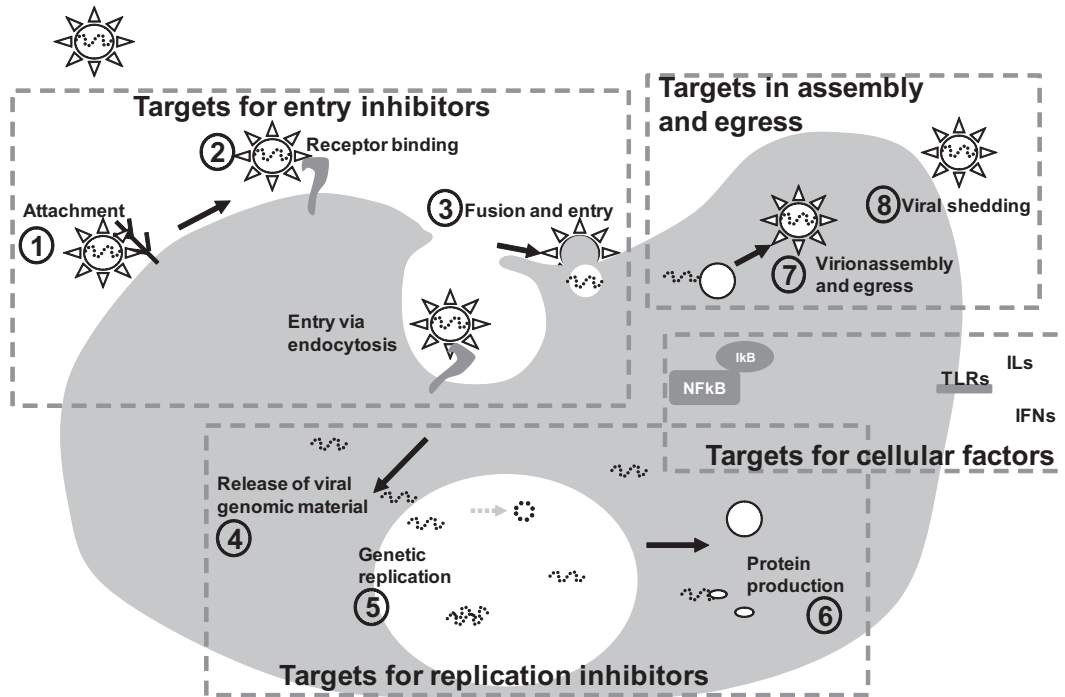 Targets for entry inhibitors
2
Receptor binding
Attachment
1
3
Fusion and entry
Entry via
endocytosis
Targets in assembly
and egress
8
Viral shedding
7
Virionassembly
and egress
IkB
NFkB
TLRs
ILs
IFNs
Targets for cellular factors
Release of viral
genomic material
4
Genetic
replication
5
Protein
production
6
Targets for replication inhibitors